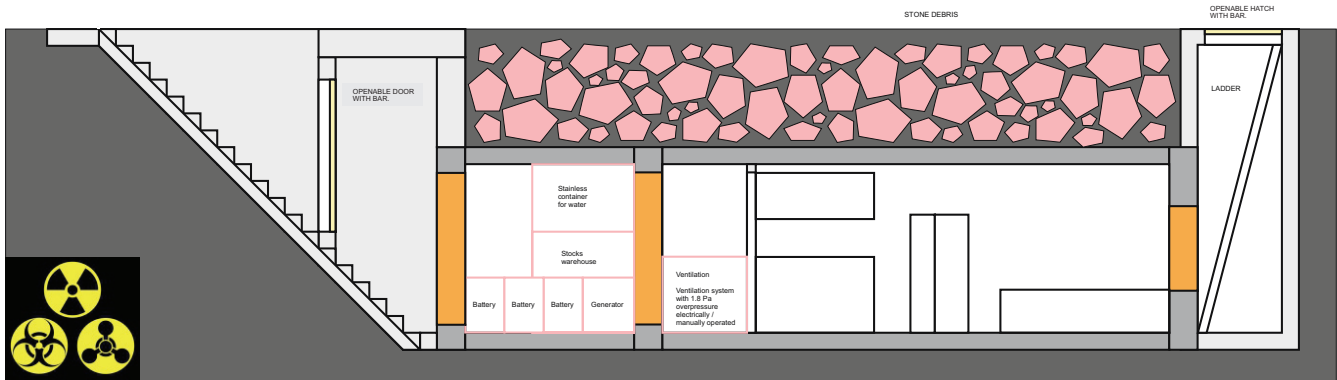 STONE DEBRIS
OPENABLE HATCH
WITH BAR.
OPENABLE DOOR
WITH BAR.
LADDER
Stainless
container
for water
Stocks
warehouse
Battery
Battery
Battery
Generator
Ventilation
Ventilation system
with 1.8 Pa
overpressure
electrically /
manually operated